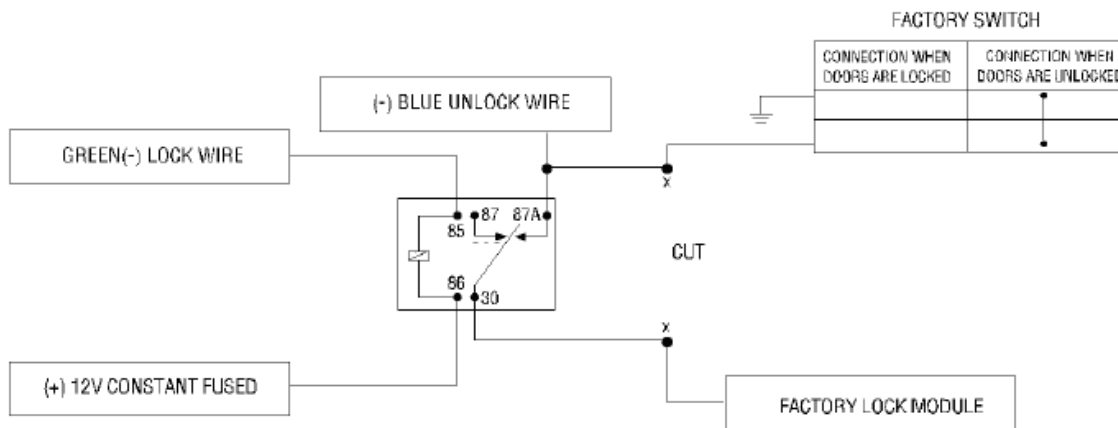 FACTORY SWITCH
CONNECTION WHEN
DOORS ARE LOCKED
CONNECTION WHEN
DOORS ARE UNLOCKED
(-) BLUE UNLOCK WIRE
GREEN(-) LOCK WIRE
85
87
87A
X
CUT
86
30
X
(+) 12V CONSTANT FUSED
FACTORY LOCK MODULE